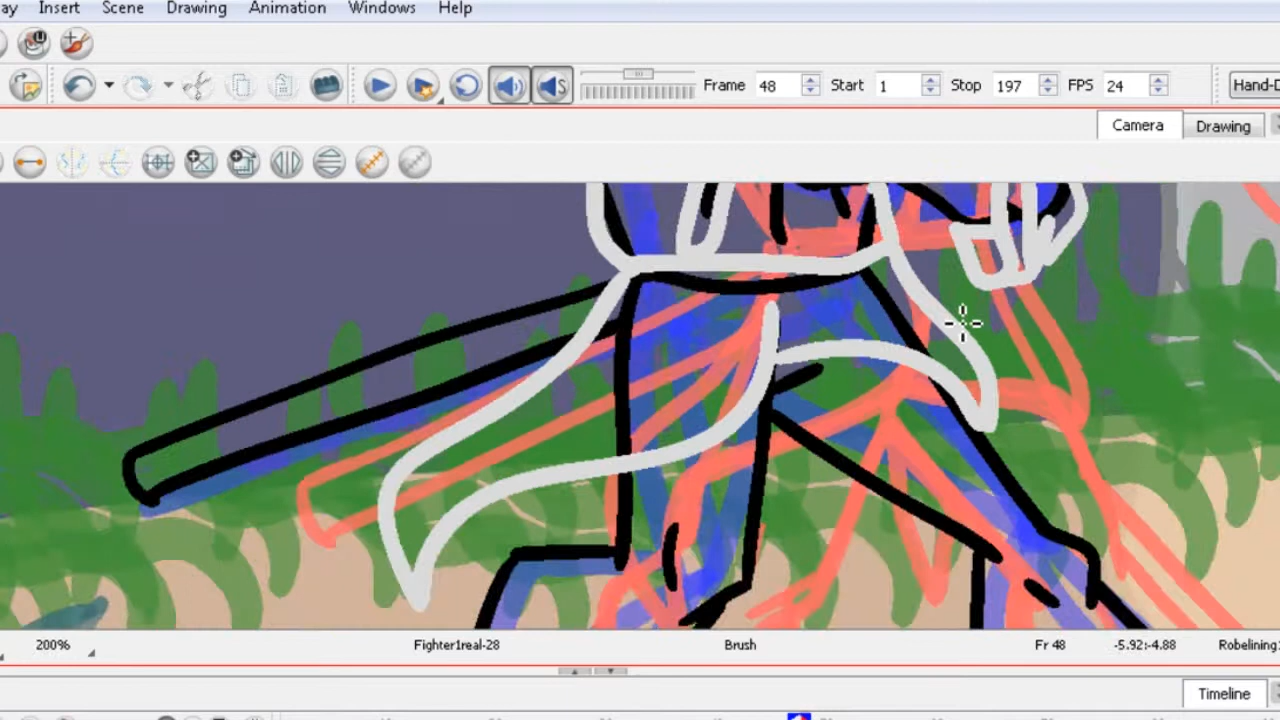 ay Insert Scene Drawing Animation Windows Help
Frame 48 Start 1 Stop 197 FPS 24 Hand-D
Camera Drawing
200% Fighter1real-28 Brush Fr 48 -5.92:-4.88 Robelining1
Timeline